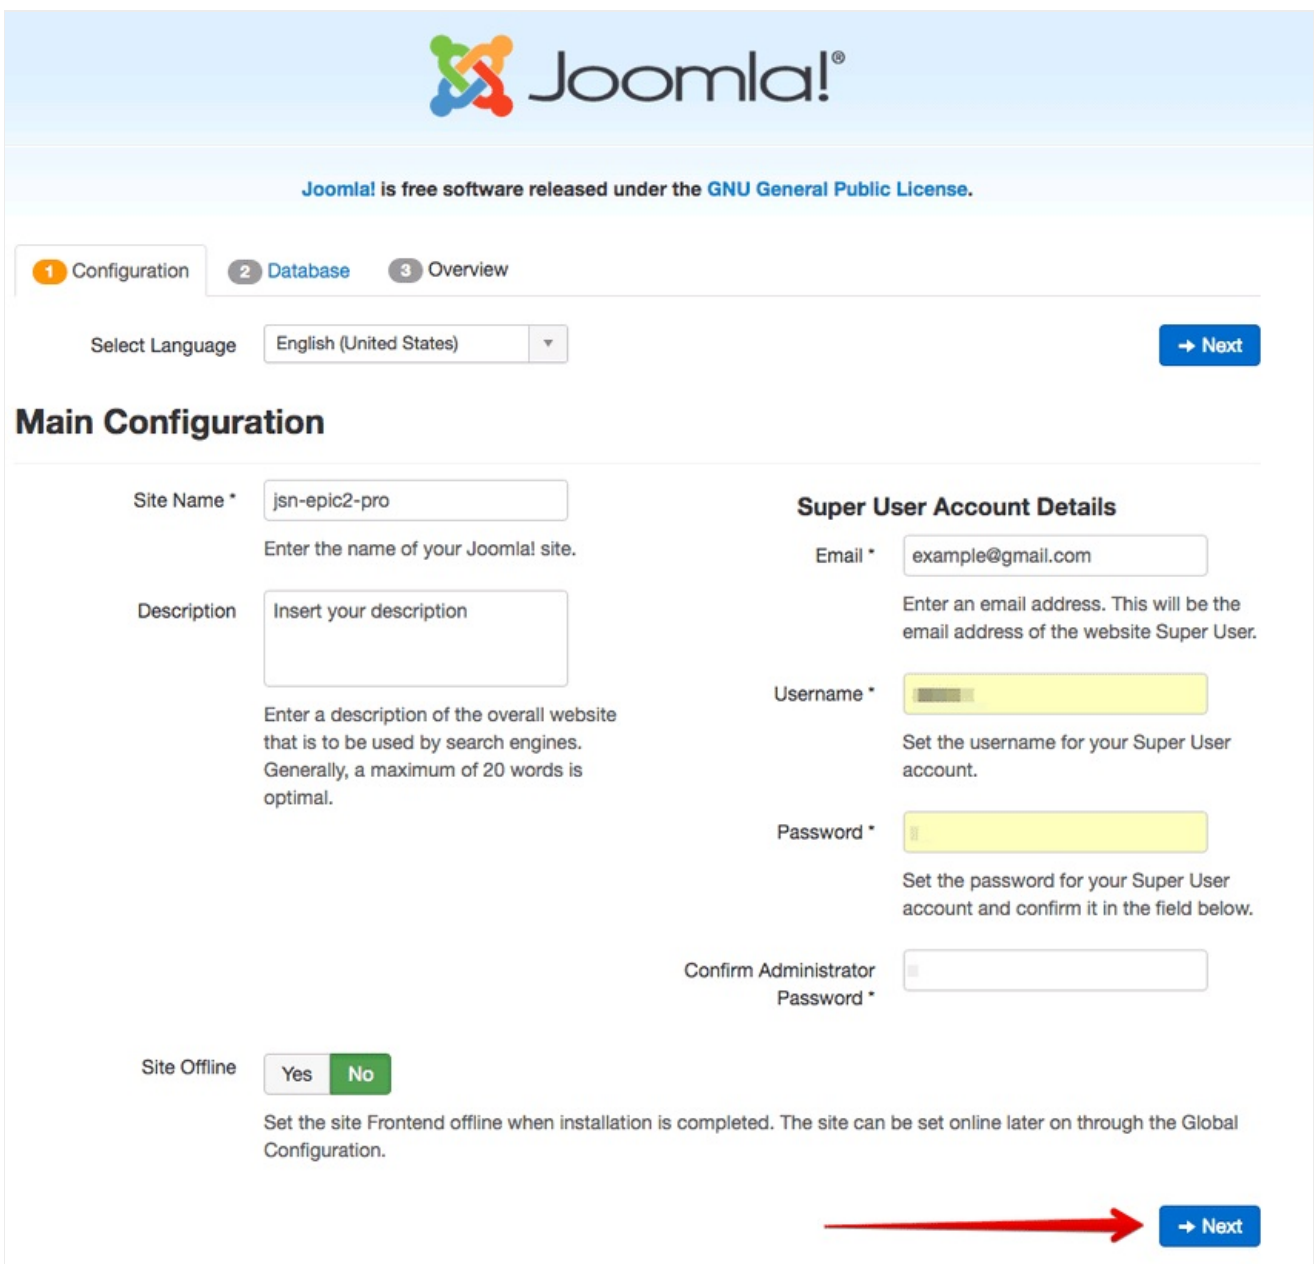 Joomla!®
Joomla! is free software released under the GNU General Public License.
1 Configuration 2 Database 3 Overview
Select Language English (United States) → Next
Main Configuration
Site Name * jsn-epic2-pro
Enter the name of your Joomla! site.
Description Insert your description
Enter a description of the overall website
that is to be used by search engines.
Generally, a maximum of 20 words is
optimal.
Super User Account Details
Email * example@gmail.com
Enter an email address. This will be the
email address of the website Super User.
Username *
Set the username for your Super User
account.
Password *
Set the password for your Super User
account and confirm it in the field below.
Confirm Administrator
Password *
Site Offline Yes No
Set the site Frontend offline when installation is completed. The site can be set online later on through the Global
Configuration.
→ Next